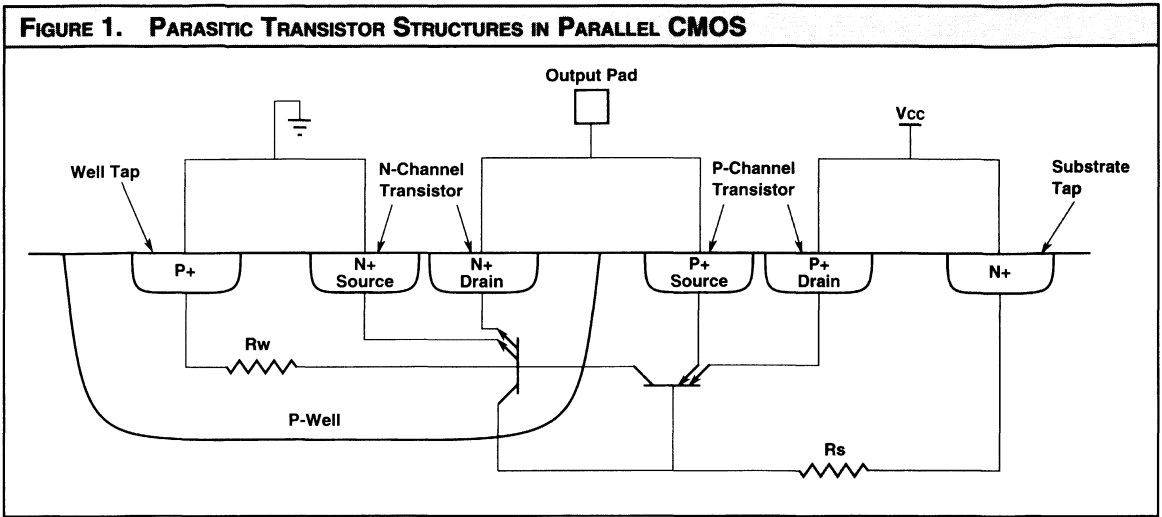 FIGURE 1. PARASITIC TRANSISTOR STRUCTURES IN PARALLEL CMOS
Output Pad
Vcc
Well Tap
N-Channel
Transistor
P-Channel
Transistor
Substrate
Tap
P+
N+
Source
N+
Drain
P+
Source
P+
Drain
N+
Rw
P-Well
Rs